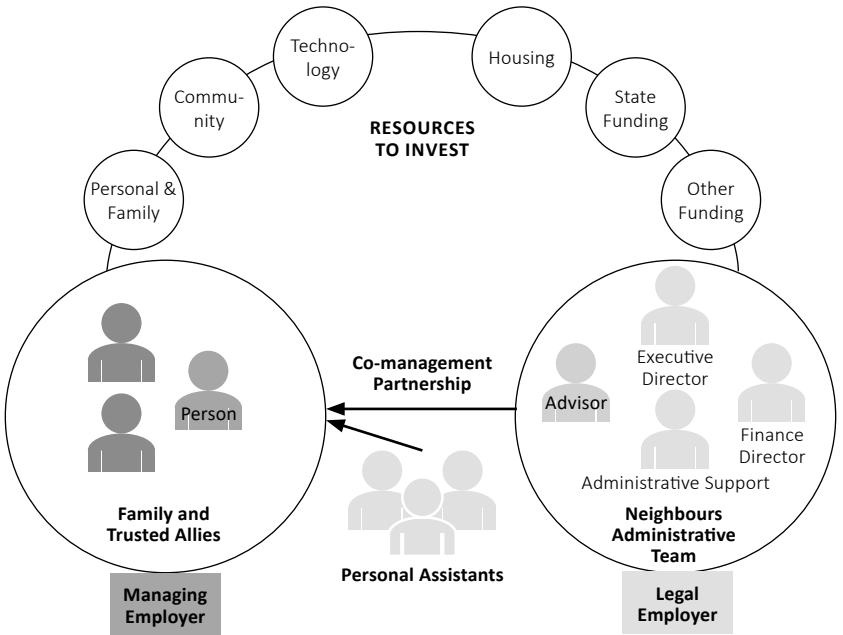 Techno-
logy
Housing
Commu-
nity
State
Funding
RESOURCES
TO INVEST
Personal &
Family
Other
Funding
Co-management
Partnership
Executive
Director
Person
Advisor
Finance
Director
Administrative Support
Family and
Trusted Allies
Neighbours
Administrative
Team
Personal Assistants
Managing
Employer
Legal
Employer